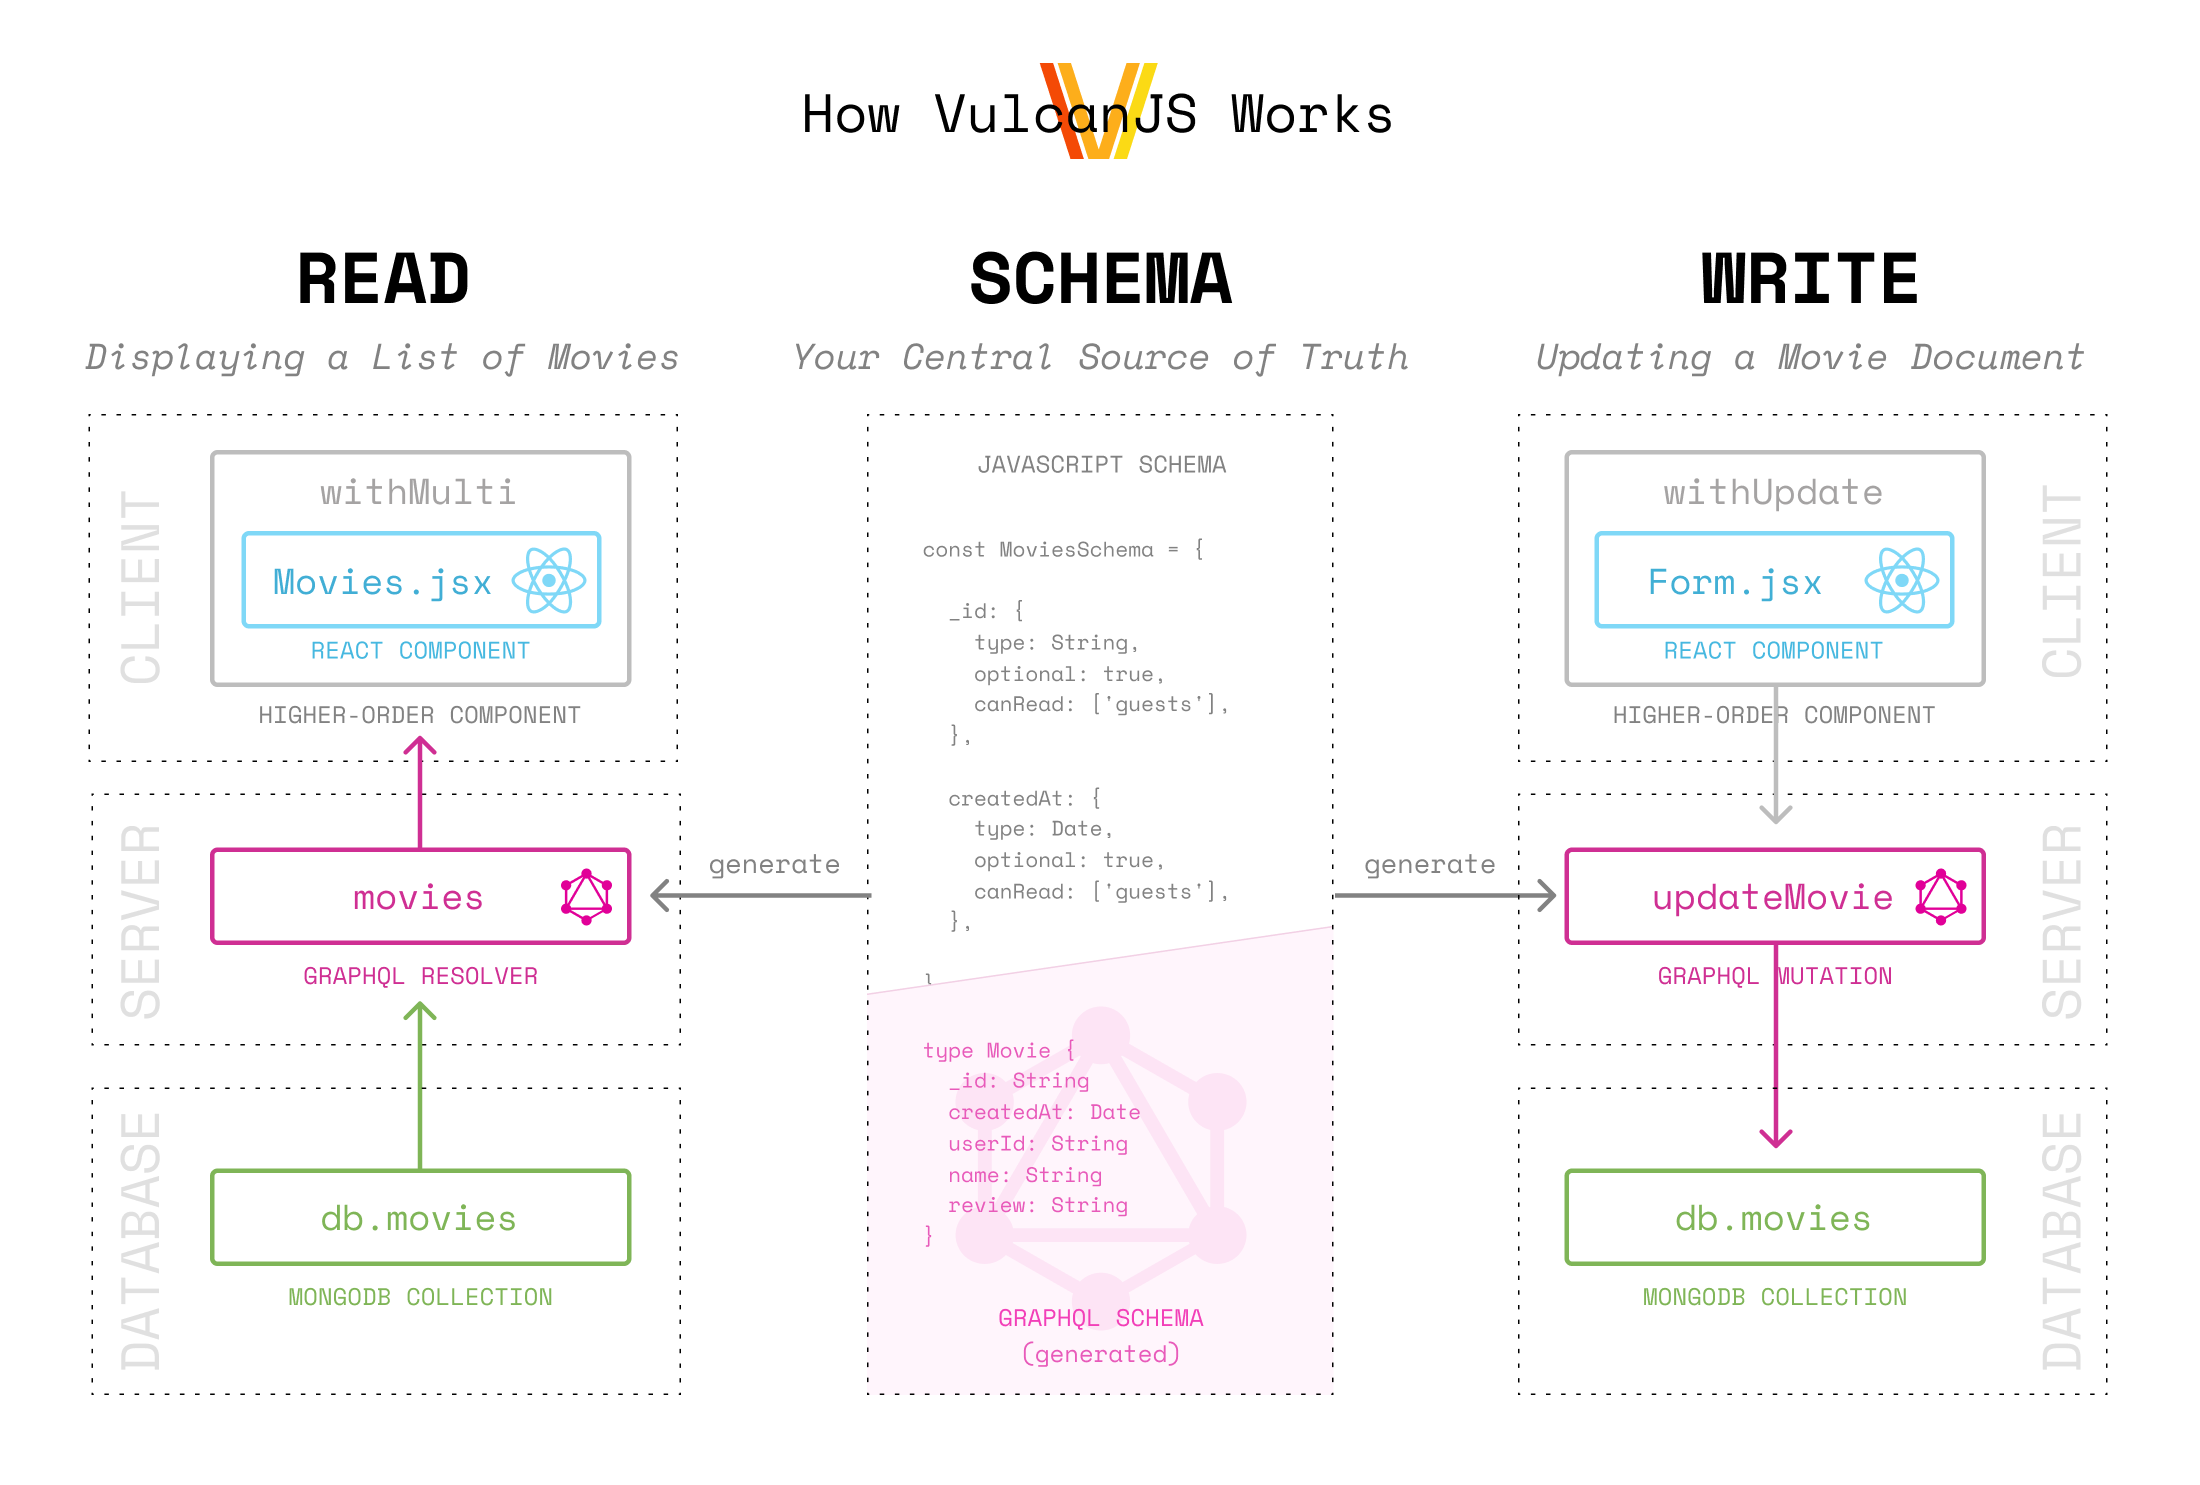 How VulcanJS Works
READ
Displaying a List of Movies
CLIENT
withMulti
Movies.jsx
REACT COMPONENT
HIGHER-ORDER COMPONENT
SERVER
movies
GRAPHQL RESOLVER
DATABASE
db.movies
MONGODB COLLECTION
generate
SCHEMA
Your Central Source of Truth
JAVASCRIPT SCHEMA
const MoviesSchema = {
_id: {
type: String,
optional: true,
canRead: ['guests'],
},
createdAt: {
type: Date,
optional: true,
canRead: ['guests'],
},
}
type Movie {
_id: String
createdAt: Date
userId: String
name: String
review: String
}
GRAPHQL SCHEMA
(generated)
generate
WRITE
Updating a Movie Document
withUpdate
Form.jsx
REACT COMPONENT
HIGHER-ORDER COMPONENT
CLIENT
updateMovie
GRAPHQL MUTATION
SERVER
db.movies
MONGODB COLLECTION
DATABASE